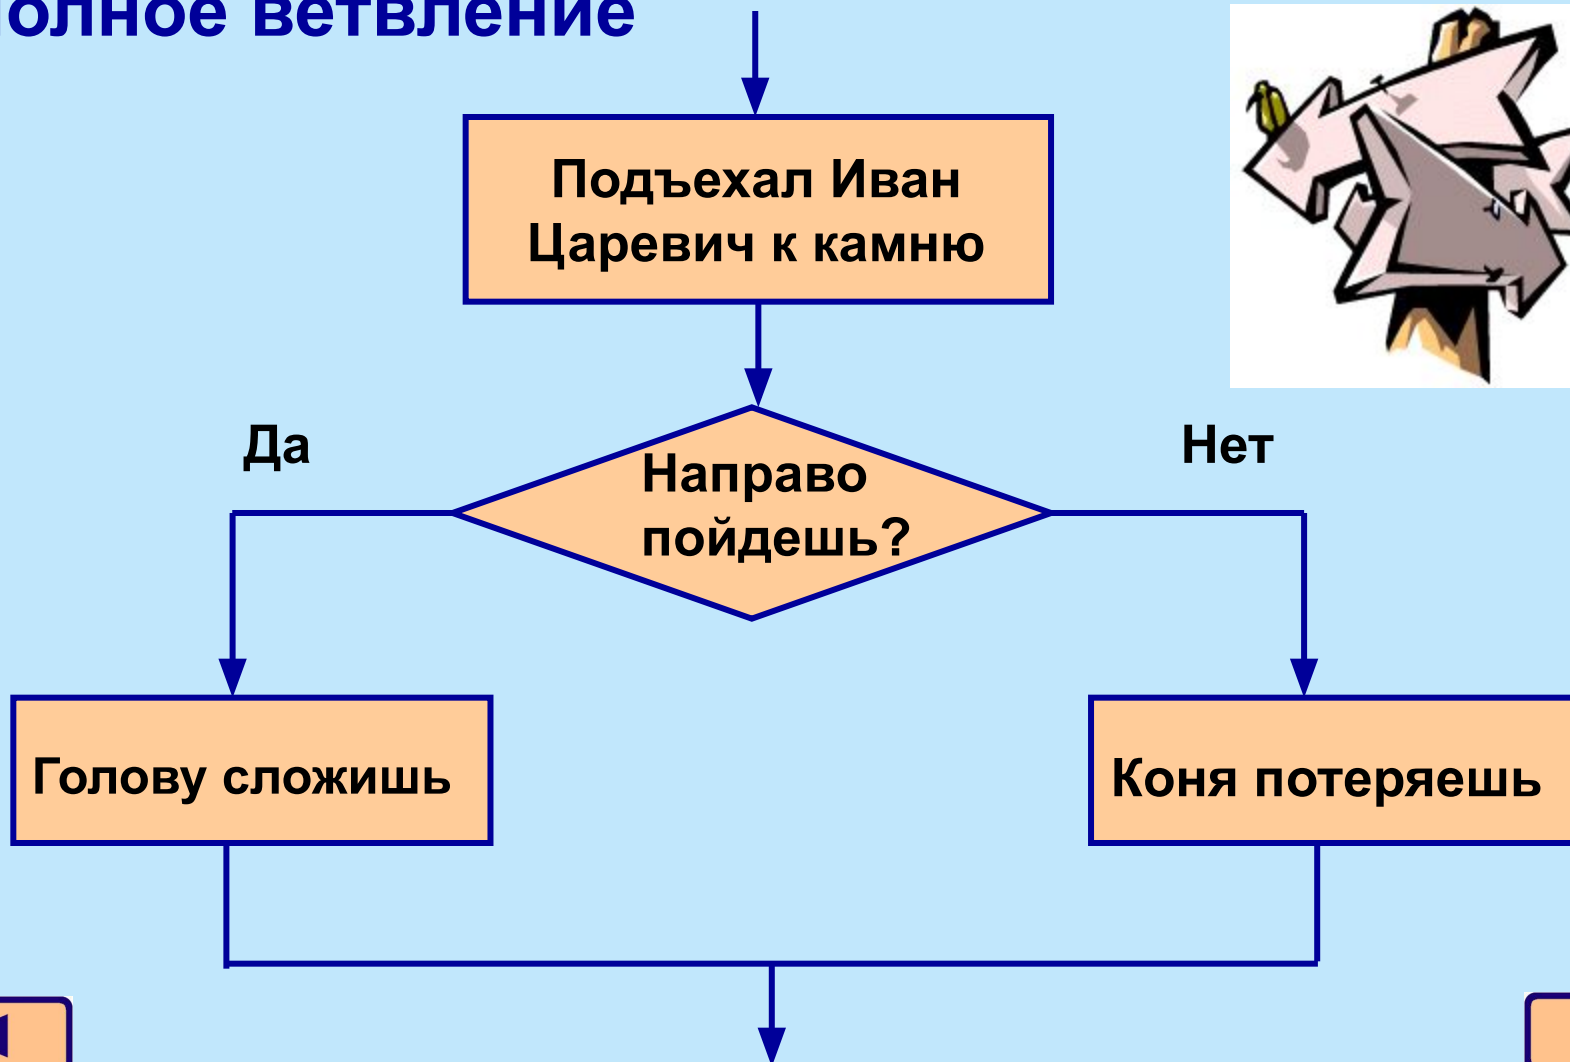 олное ветвление
Подъехал Иван
Царевич к камню
Да
Нет
Направо
пойдешь?
Голову сложишь
Коня потеряешь